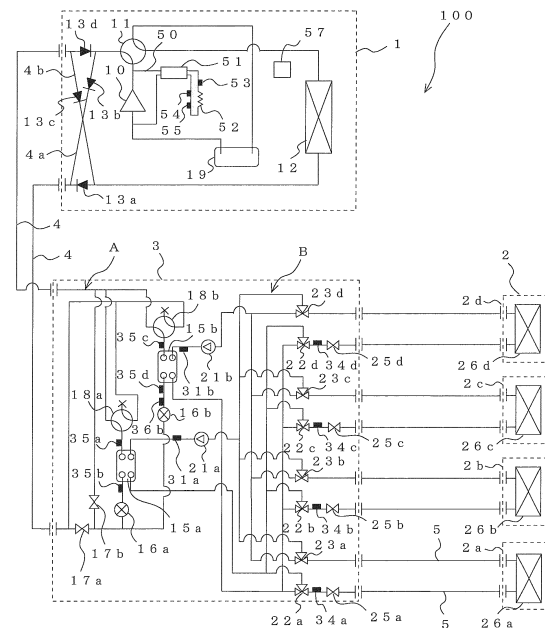 100
13d
11
50
57
1
51
53
10
4b
13c
13b
54
55
52
4a
19
12
13a
4
4
A
3
B
2
18b
23d
2d
35c
15b
22d
34d
25d
26d
21b
31b
35d
36b
16b
23c
2c
18a
35a
22c
34c
25c
26c
21a
31a
23b
2b
35b
22b
34b
25b
26b
15a
17b
16a
17a
23a
5
2a
22a
34a
25a
5
26a